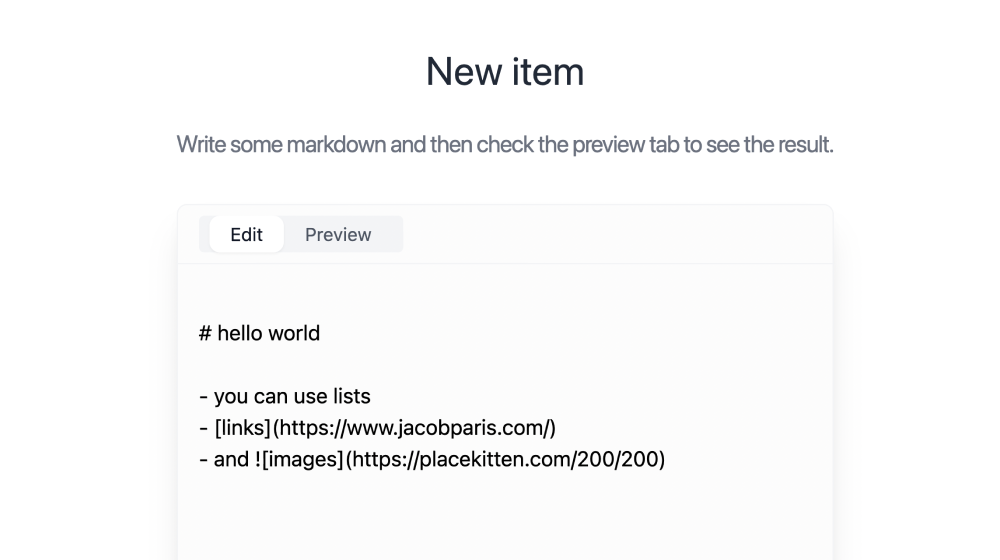 New item
Write some markdown and then check the preview tab to see the result.
Edit Preview
# hello world
- you can use lists
- [links](https://www.jacobparis.com/)
- and ![images](https://placekitten.com/200/200)